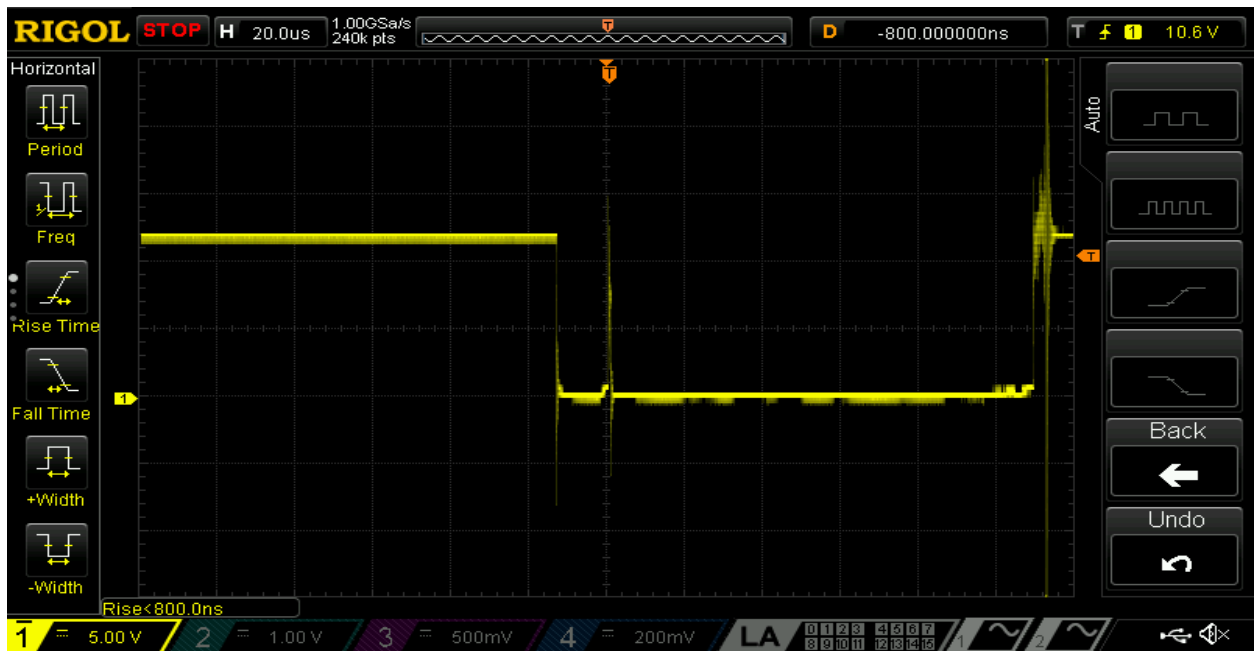 RIGOL STOP H 20.0us 1.00GSa/s 240k pts T D -800.000000ns T 1 10.6 V
Horizontal
Period
Freq
Rise Time
Fall Time
+Width
-Width
T
T
1
Auto
Back
Undo
Rise<800.0ns
1 = 5.00 V 2 = 1.00 V 3 = 500mV 4 = 200mV LA 0 1 2 3 4 5 6 7 1 2
8 9 10 11 12 13 14 15